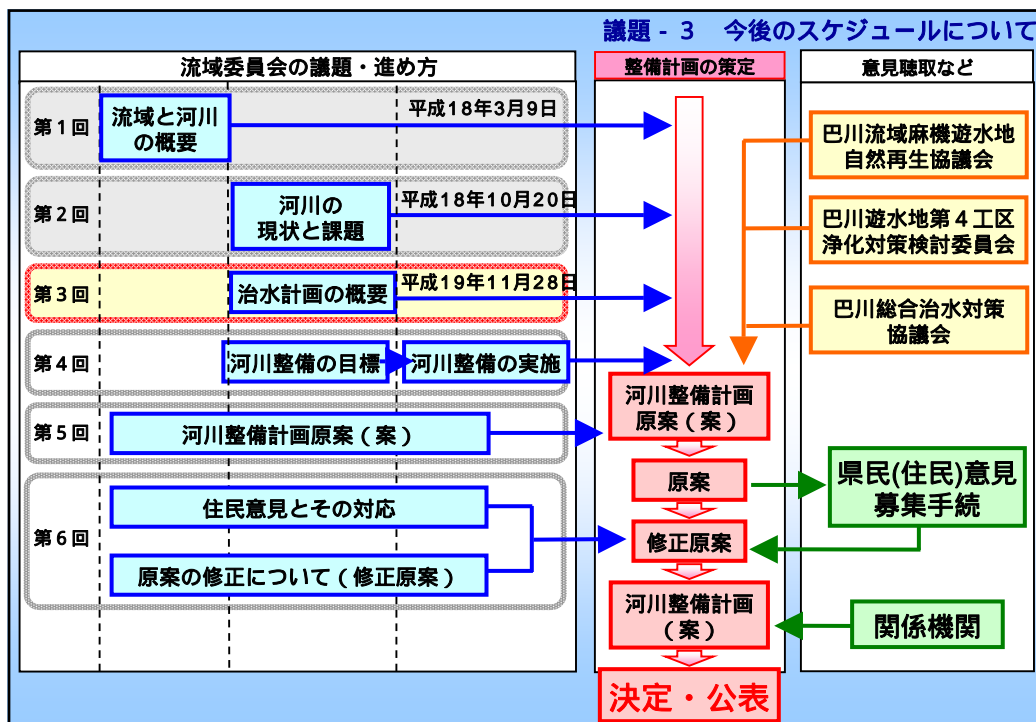 議題 - 3　今後のスケジュールについて
流域委員会の議題・進め方
整備計画の策定
意見聴取など
第1回
流域と河川
の概要
平成18年3月9日
第2回
河川の
現状と課題
平成18年10月20日
第3回
治水計画の概要
平成19年11月28日
第4回
河川整備の目標
河川整備の実施
第5回
河川整備計画原案(案)
第6回
住民意見とその対応
原案の修正について(修正原案)
河川整備計画
原案(案)
原案
修正原案
河川整備計画
(案)
決定・公表
巴川流域麻機遊水地
自然再生協議会
巴川遊水地第4工区
浄化対策検討委員会
巴川総合治水対策
協議会
県民(住民)意見
募集手続
関係機関